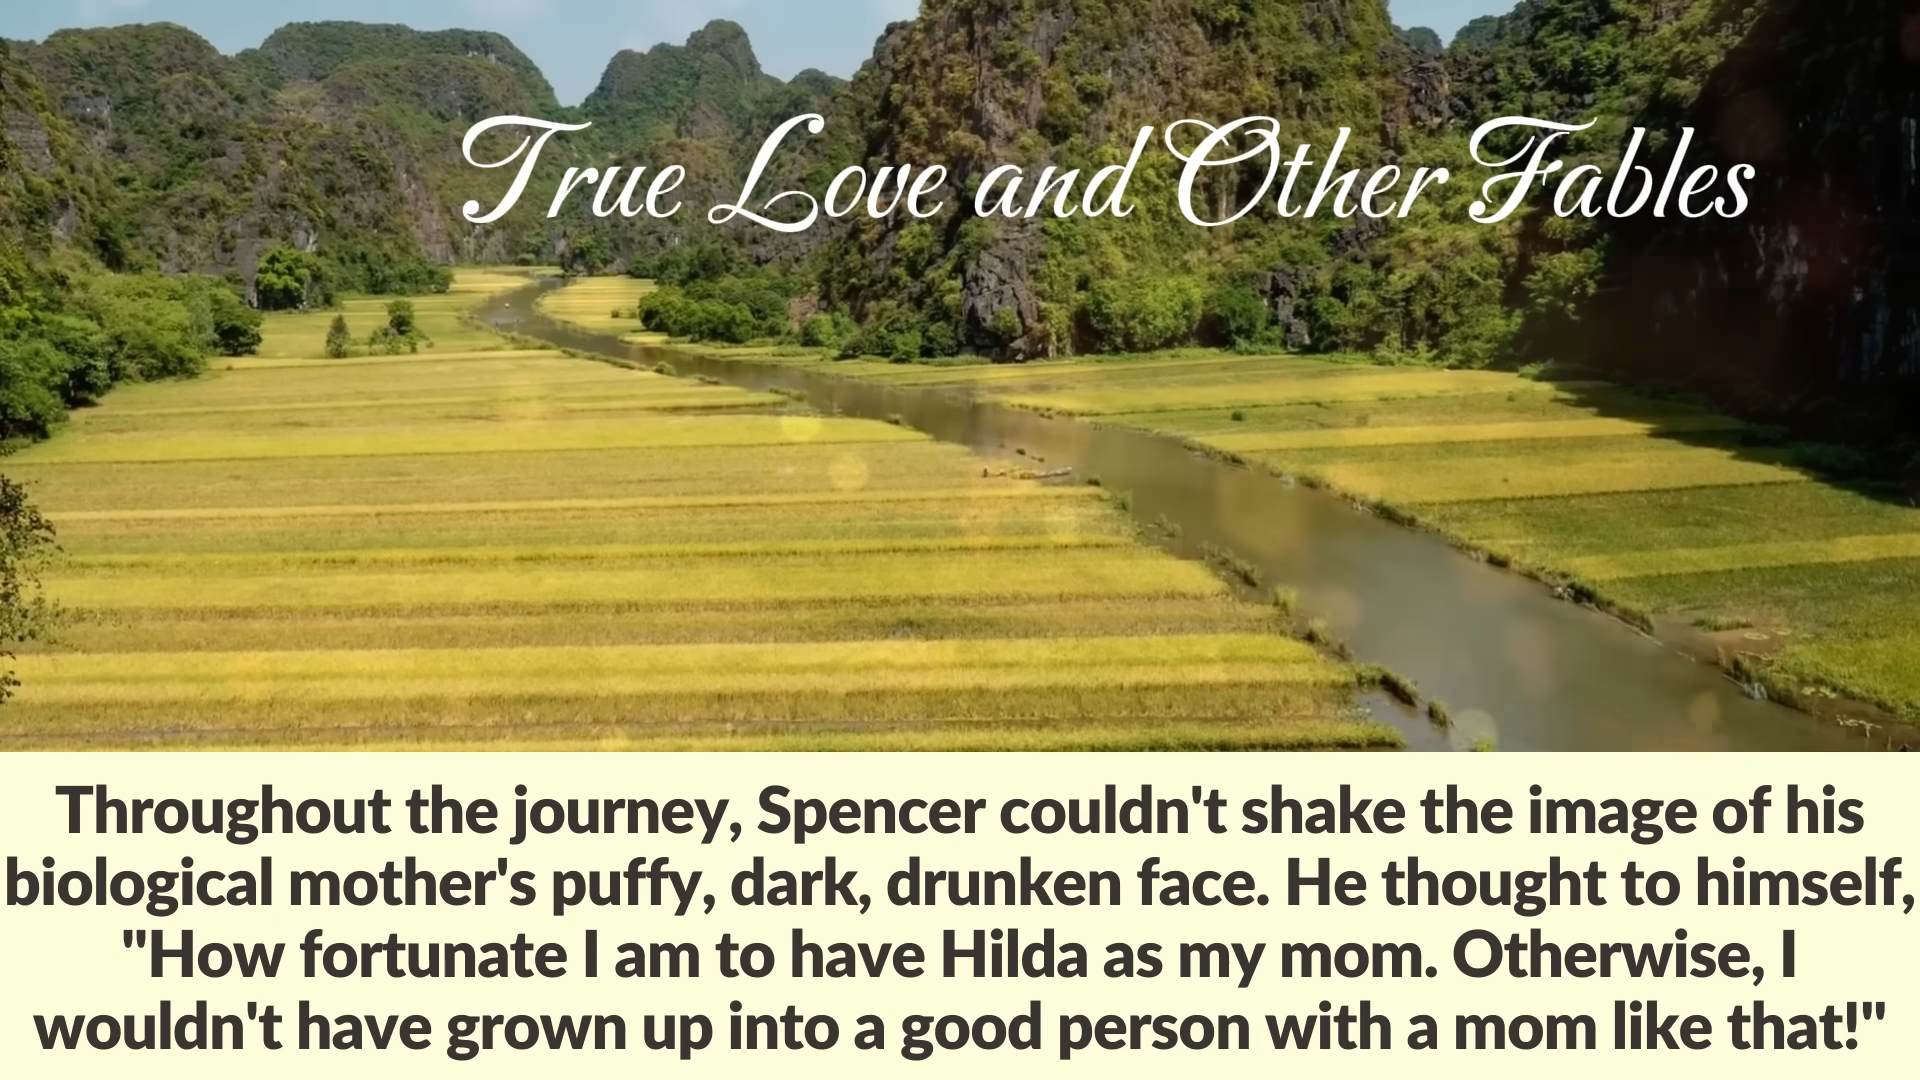 True Love and Other Fables
Throughout the journey, Spencer couldn't shake the image of his
biological mother's puffy, dark, drunken face. He thought to himself,
"How fortunate I am to have Hilda as my mom. Otherwise, I
wouldn't have grown up into a good person with a mom like that!"